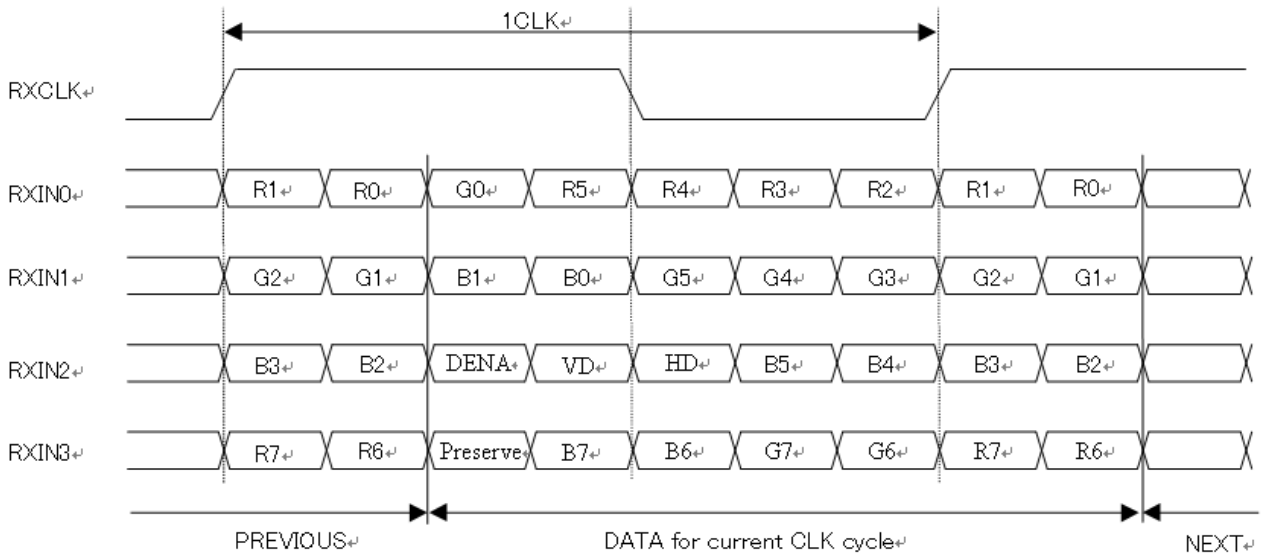 1CLK↵
RXCLK↵
RXIN0↵ R1↵ R0↵ G0↵ R5↵ R4↵ R3↵ R2↵ R1↵ R0↵
RXIN1↵ G2↵ G1↵ B1↵ B0↵ G5↵ G4↵ G3↵ G2↵ G1↵
RXIN2↵ B3↵ B2↵ DENA↵ VD↵ HD↵ B5↵ B4↵ B3↵ B2↵
RXIN3↵ R7↵ R6↵ Preserve↵ B7↵ B6↵ G7↵ G6↵ R7↵ R6↵
PREVIOUS↵ DATA for current CLK cycle↵ NEXT↵